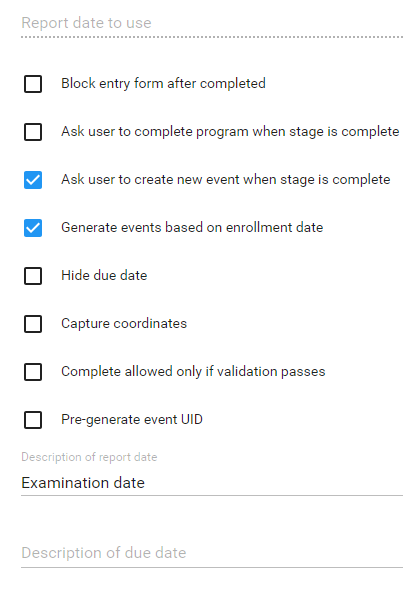 Report date to use
Block entry form after completed
Ask user to complete program when stage is complete
Ask user to create new event when stage is complete
Generate events based on enrollment date
Hide due date
Capture coordinates
Complete allowed only if validation passes
Pre-generate event UID
Description of report date
Examination date
Description of due date